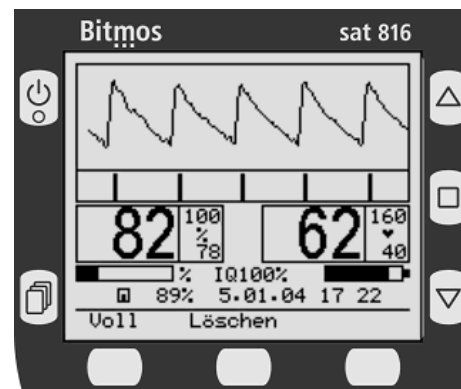 Bitmos sat 816
82 100 % 78 62 160 ♥ 40
% IQ100%
89% 5.01.04 17 22
Voll Löschen